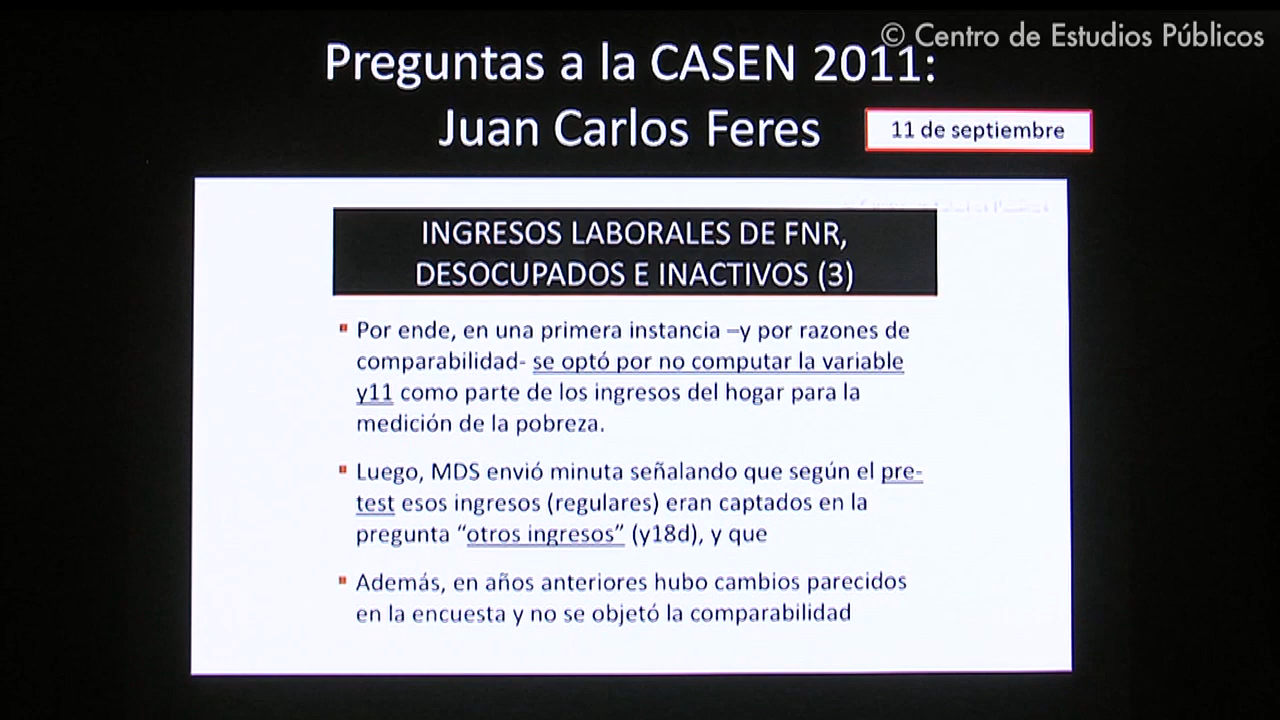 © Centro de Estudios Públicos
Preguntas a la CASEN 2011:
Juan Carlos Feres
11 de septiembre
INGRESOS LABORALES DE FNR,
DESOCUPADOS E INACTIVOS (3)
Por ende, en una primera instancia –y por razones de
comparabilidad- se optó por no computar la variable
y11 como parte de los ingresos del hogar para la
medición de la pobreza.
Luego, MDS envió minuta señalando que según el pre-
test esos ingresos (regulares) eran captados en la
pregunta “otros ingresos” (y18d), y que
Además, en años anteriores hubo cambios parecidos
en la encuesta y no se objetó la comparabilidad